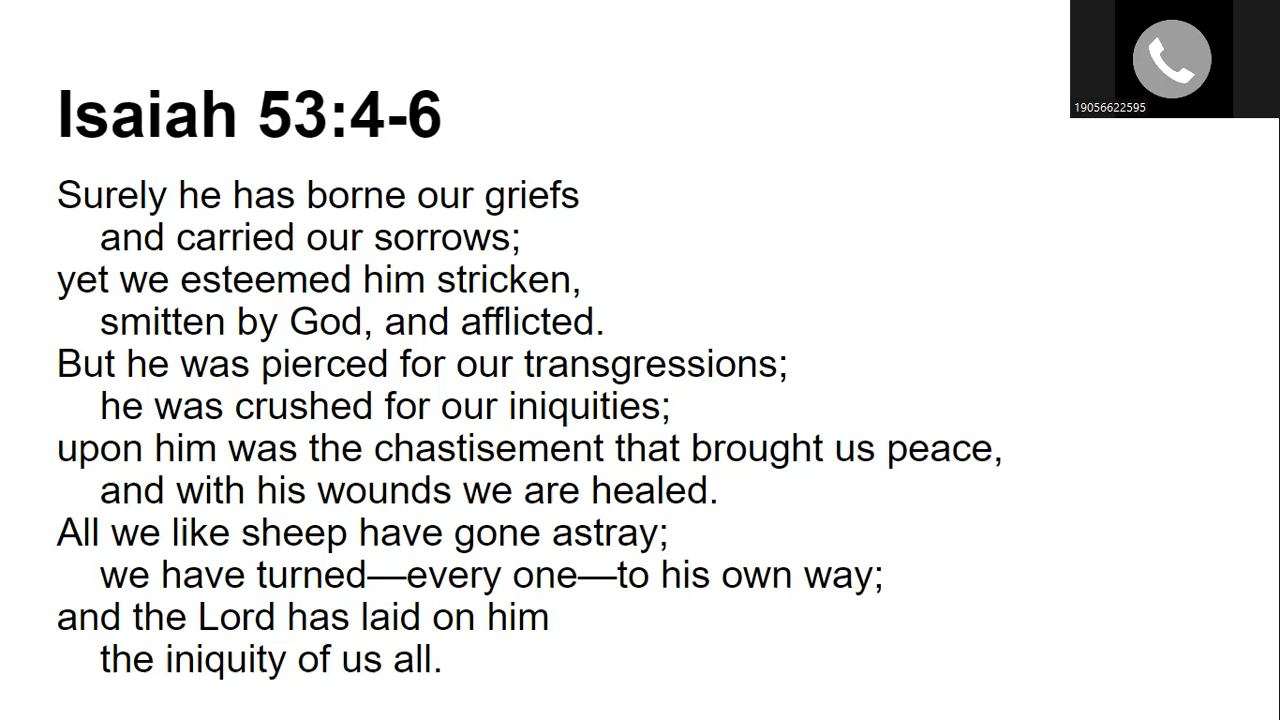 Isaiah 53:4-6
19056622595
Surely he has borne our griefs
and carried our sorrows;
yet we esteemed him stricken,
smitten by God, and afflicted.
But he was pierced for our transgressions;
he was crushed for our iniquities;
upon him was the chastisement that brought us peace,
and with his wounds we are healed.
All we like sheep have gone astray;
we have turned—every one—to his own way;
and the Lord has laid on him
the iniquity of us all.